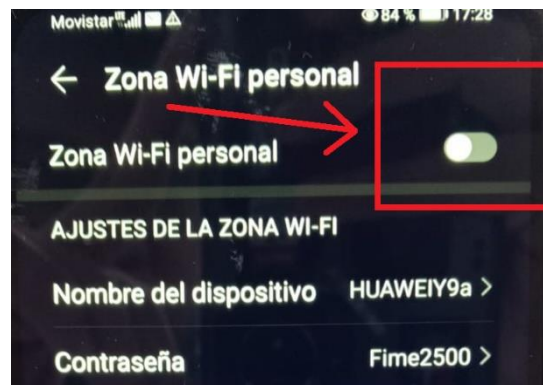 Movistar 84 % 17:28
Zona Wi-Fi personal
Zona Wi-Fi personal
AJUSTES DE LA ZONA WI-FI
Nombre del dispositivo HUAWEIY9a >
Contraseña Fime2500 >